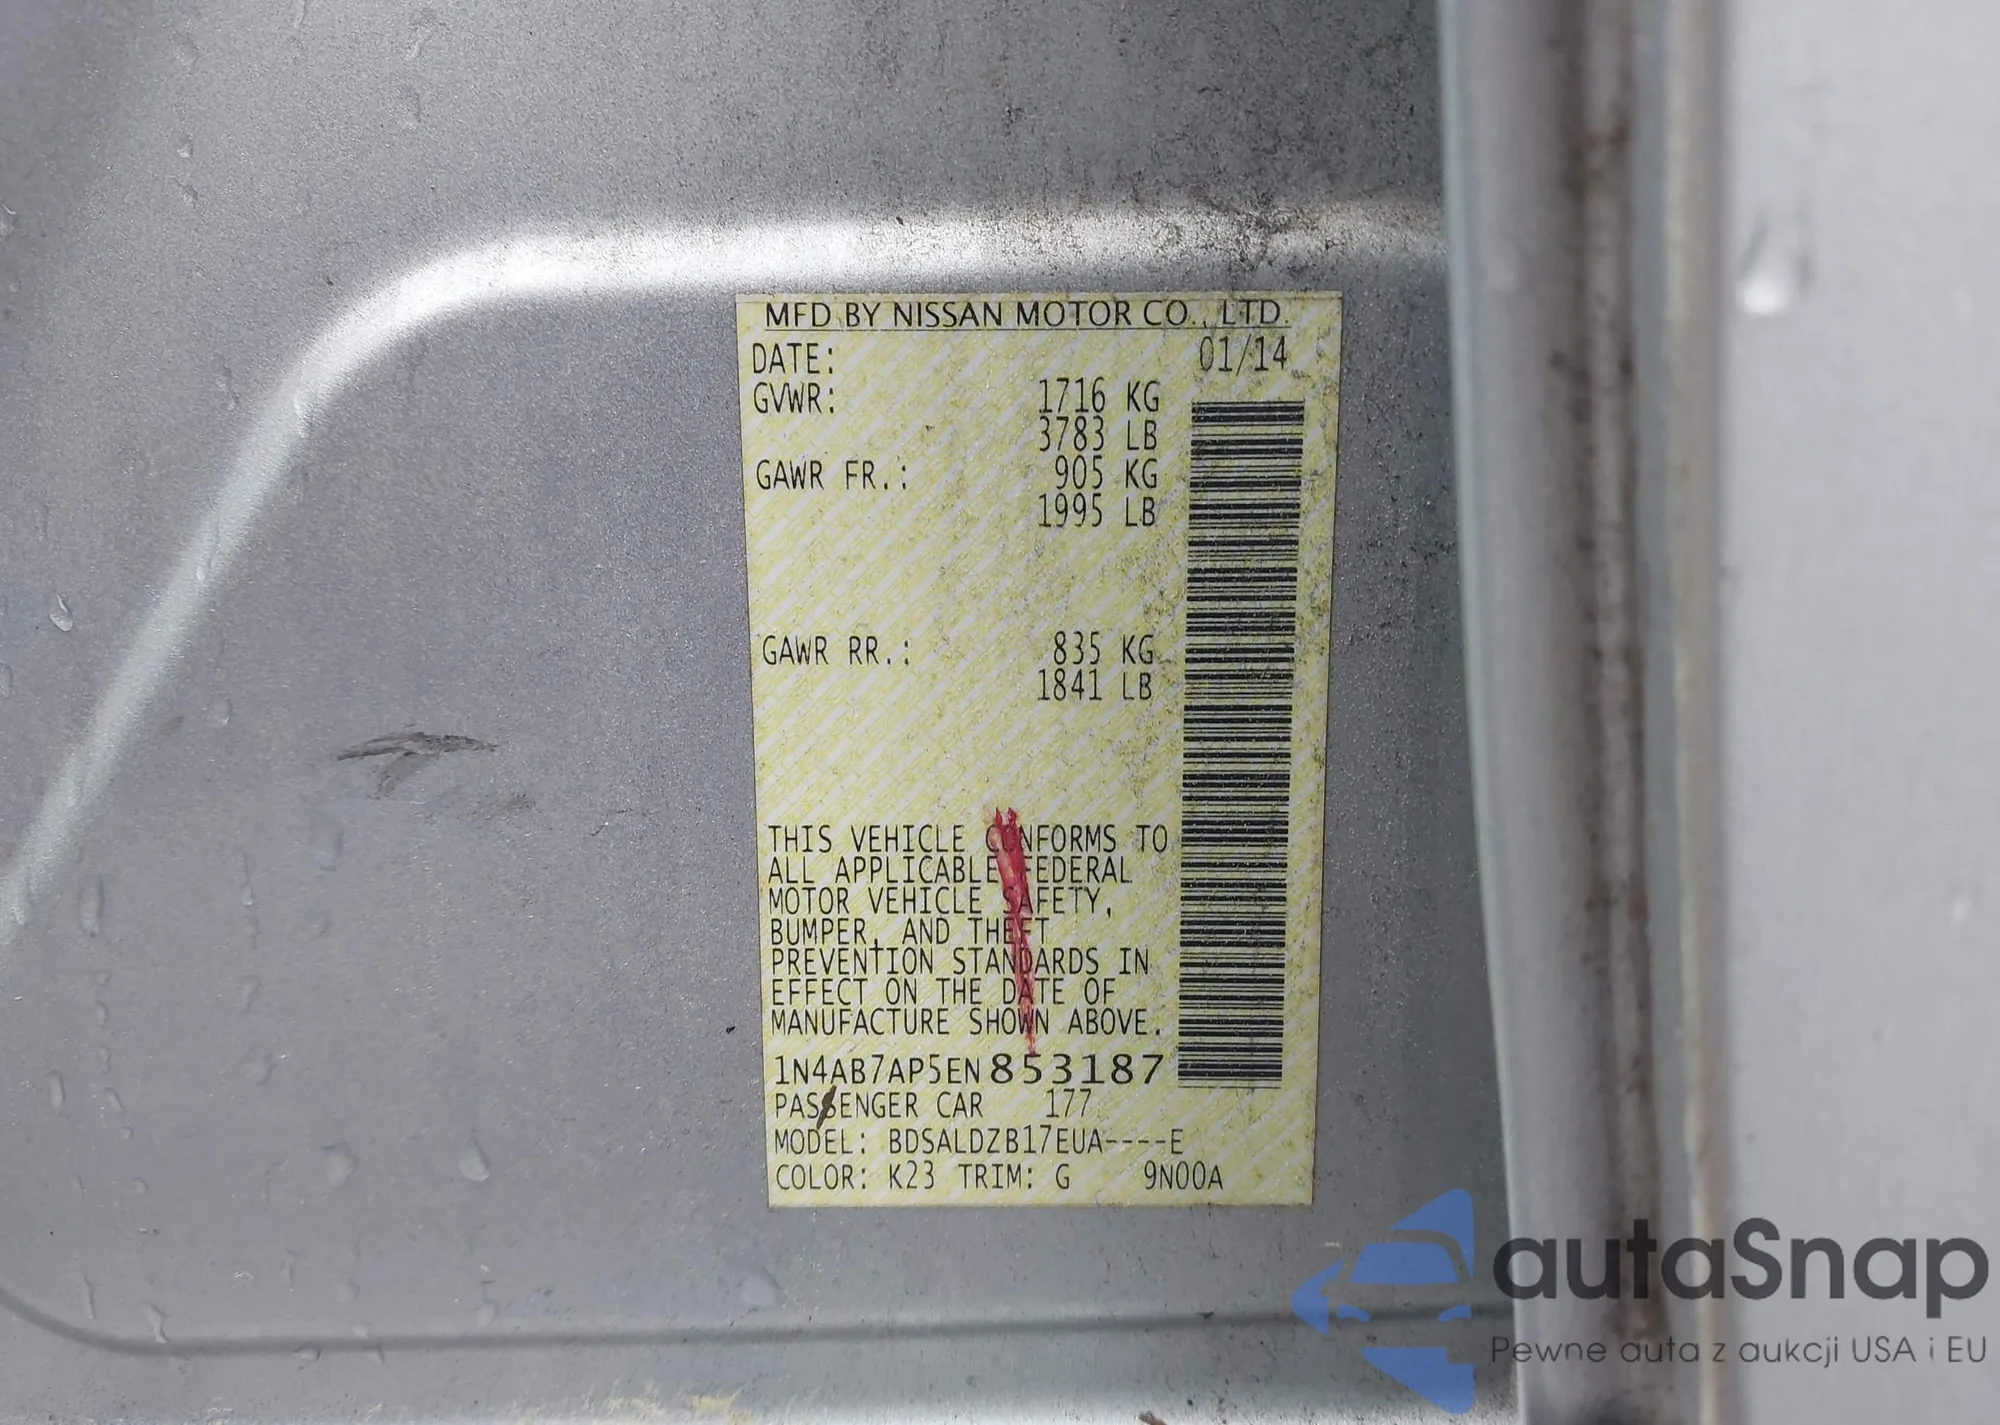 MFD BY NISSAN MOTOR CO., LTD.
DATE: 01/14
GVWR: 1716 KG
3783 LB
GAWR FR.: 905 KG
1995 LB
GAWR RR.: 835 KG
1841 LB
THIS VEHICLE CONFORMS TO
ALL APPLICABLE FEDERAL
MOTOR VEHICLE SAFETY,
BUMPER, AND THEFT
PREVENTION STANDARDS IN
EFFECT ON THE DATE OF
MANUFACTURE SHOWN ABOVE.
1N4AB7AP5EN853187
PASSENGER CAR 177
MODEL: BDSALDZB17EUA----E
COLOR: K23 TRIM: G 9N00A
autaSnap
Pewne auta z aukcji USA i EU